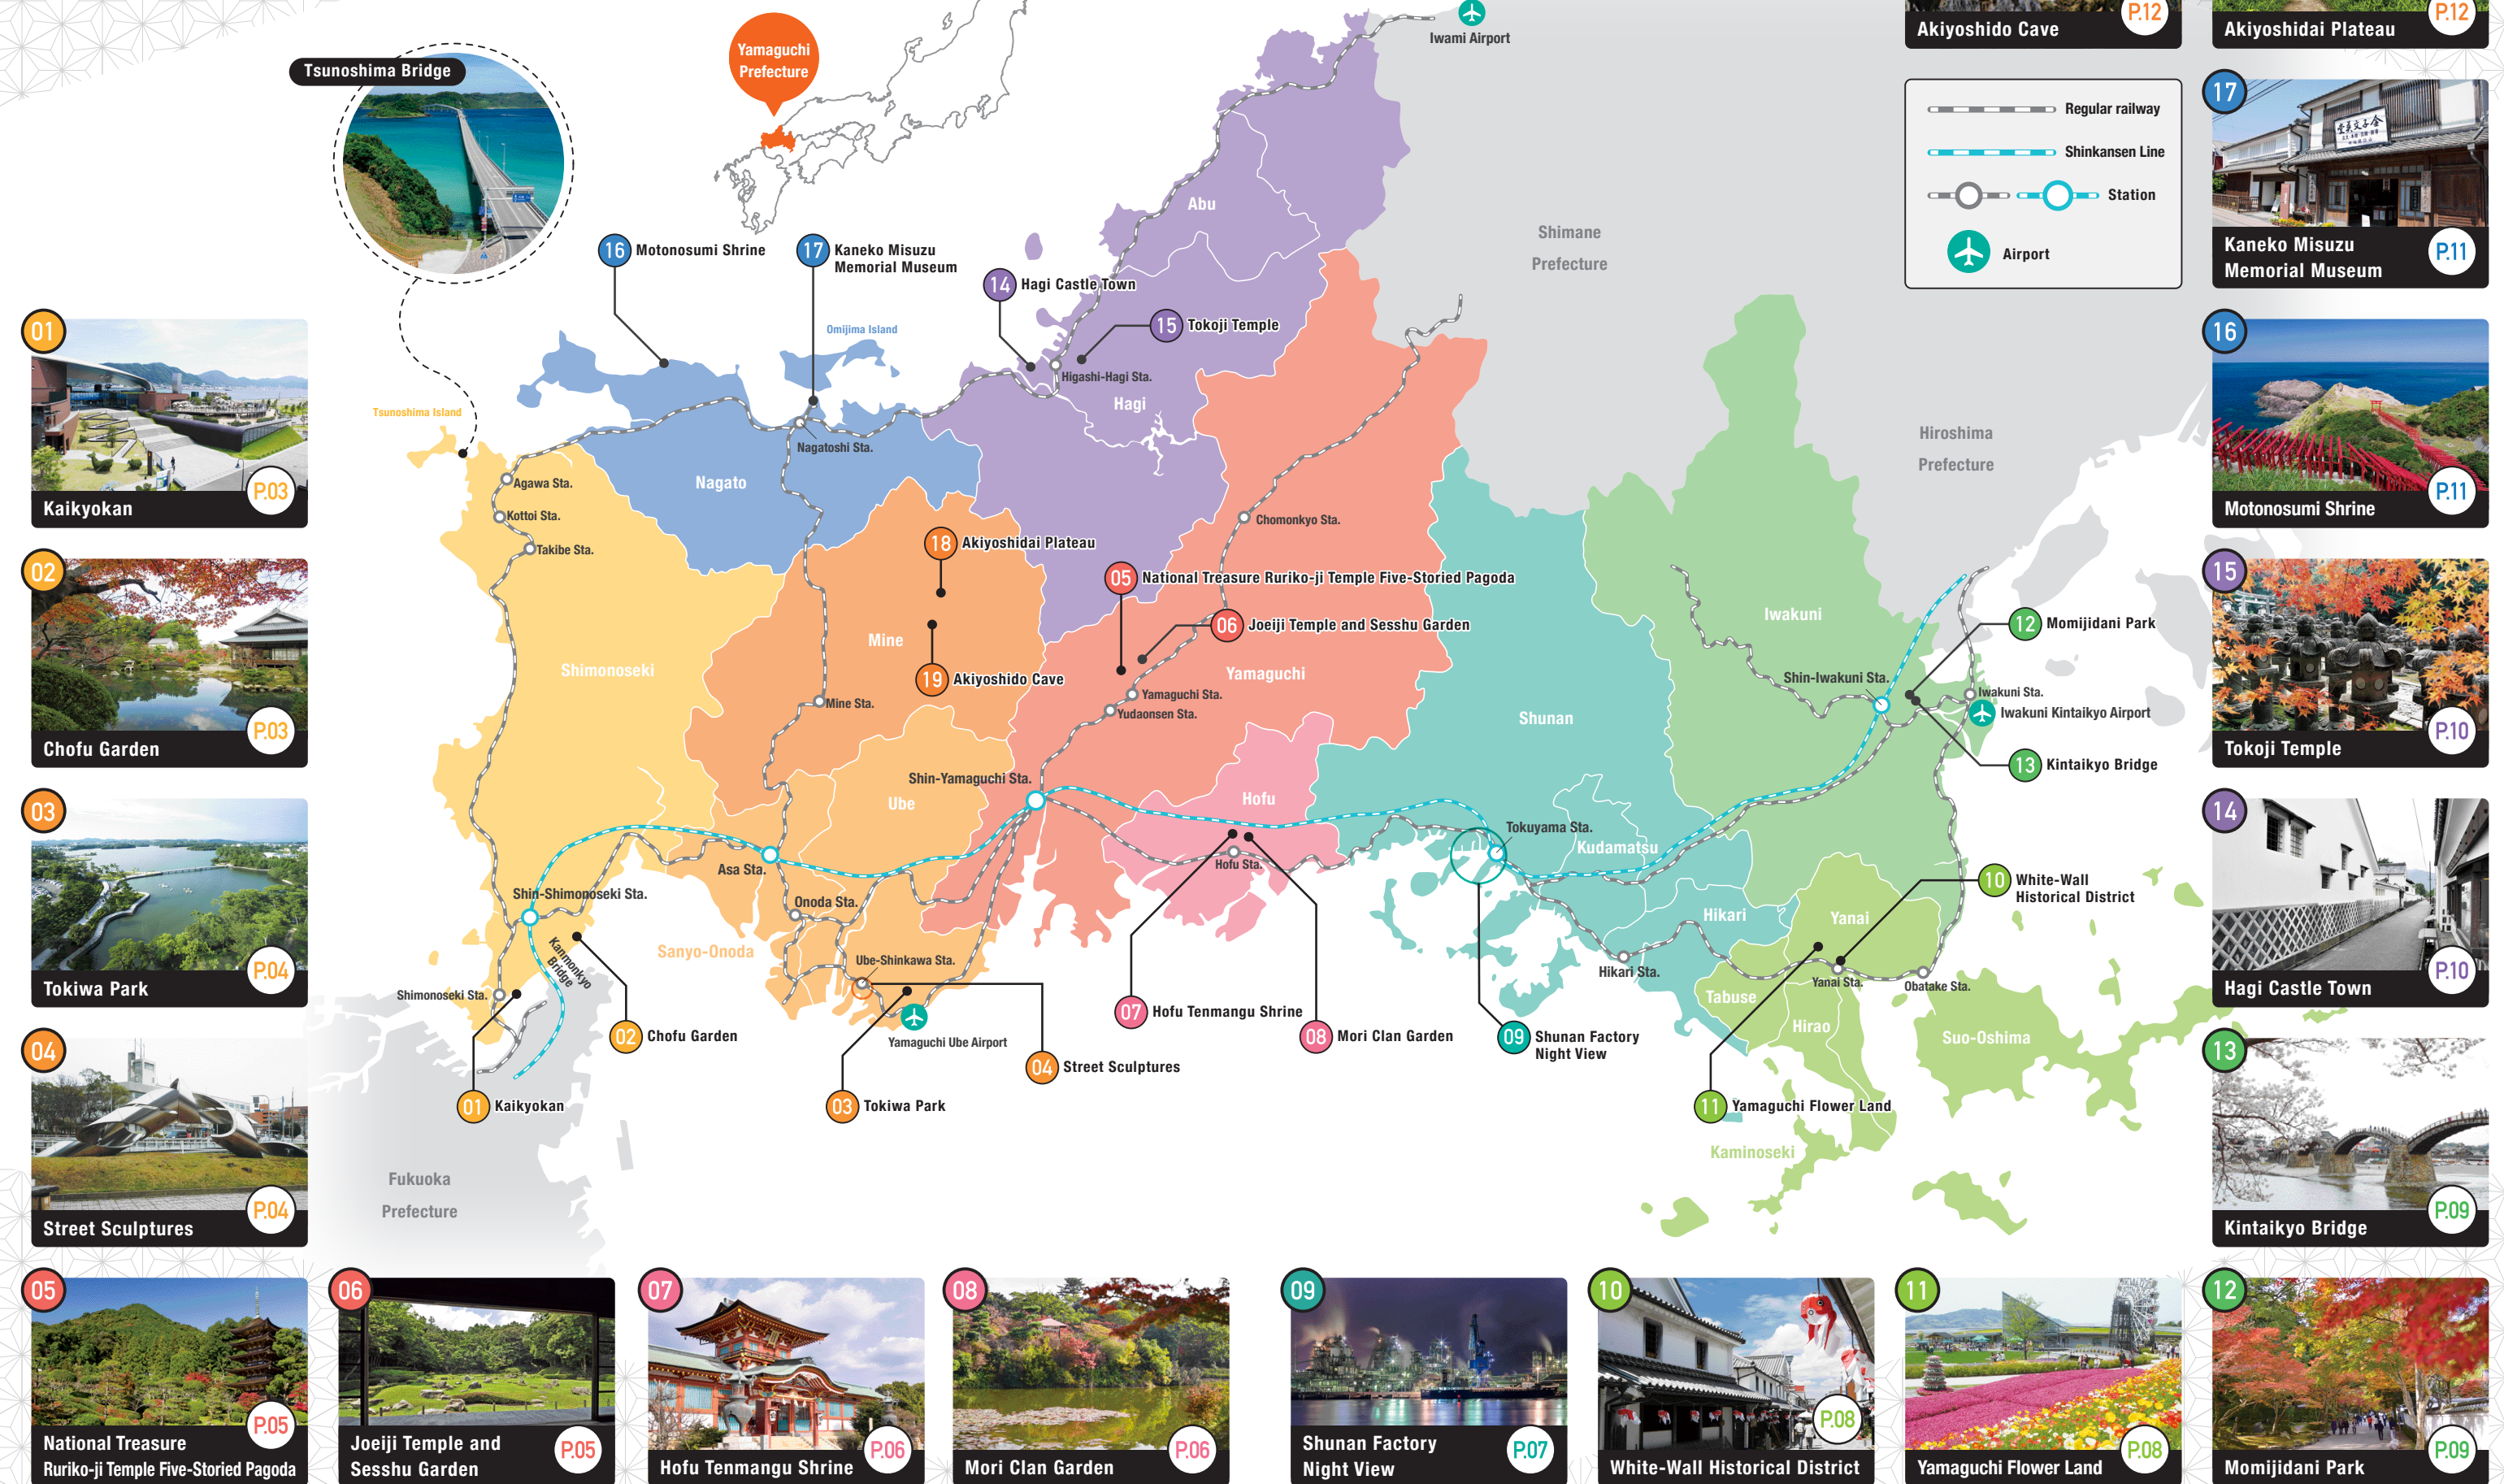 Akiyoshido Cave
P.12
Akiyoshidai Plateau
P.12
Tsunoshima Bridge
Yamaguchi
Prefecture
Iwami Airport
Regular railway
Shinkansen Line
Station
Airport
17
Kaneko Misuzu
Memorial Museum
P.11
16
Motonosumi Shrine
P.11
15
Tokoji Temple
P.10
14
Hagi Castle Town
P.10
13
Kintaikyo Bridge
P.09
12
Momijidani Park
P.09
01
Kaikyokan
P.03
02
Chofu Garden
P.03
03
Tokiwa Park
P.04
04
Street Sculptures
P.04
05
National Treasure
Ruriko-ji Temple Five-Storied Pagoda
P.05
06
Joeiji Temple and
Sesshu Garden
P.05
07
Hofu Tenmangu Shrine
P.06
08
Mori Clan Garden
P.06
09
Shunan Factory
Night View
P.07
10
White-Wall Historical District
P.08
11
Yamaguchi Flower Land
P.08
16 Motonosumi Shrine
17 Kaneko Misuzu
Memorial Museum
14 Hagi Castle Town
15 Tokoji Temple
Abu
Shimane
Prefecture
Omijima Island
Higashi-Hagi Sta.
Hagi
Tsunoshima Island
Nagatoshi Sta.
Nagato
Hiroshima
Prefecture
Agawa Sta.
Kottoi Sta.
Takibe Sta.
Chomonkyo Sta.
18 Akiyoshidai Plateau
05 National Treasure Ruriko-ji Temple Five-Storied Pagoda
06 Joeiji Temple and Sesshu Garden
Mine
Shimonoseki
19 Akiyoshido Cave
Yamaguchi
Iwakuni
12 Momijidani Park
Shin-Iwakuni Sta.
Iwakuni Sta.
Iwakuni Kintaikyo Airport
13 Kintaikyo Bridge
Mine Sta.
Yamaguchi Sta.
Yudaonsen Sta.
Shunan
Shin-Yamaguchi Sta.
Ube
Hofu
Tokuyama Sta.
Kudamatsu
Hofu Sta.
Asa Sta.
Shin-Shimonoseki Sta.
Onoda Sta.
10 White-Wall
Historical District
Hikari
Yanai
Kanmonkyo
Bridge
Sanyo-Onoda
Ube-Shinkawa Sta.
Hikari Sta.
Yanai Sta.
Obatake Sta.
Shimonoseki Sta.
Tabuse
Hirao
Suo-Oshima
07 Hofu Tenmangu Shrine
08 Mori Clan Garden
09 Shunan Factory
Night View
02 Chofu Garden
Yamaguchi Ube Airport
04 Street Sculptures
01 Kaikyokan
03 Tokiwa Park
11 Yamaguchi Flower Land
Kaminoseki
Fukuoka
Prefecture